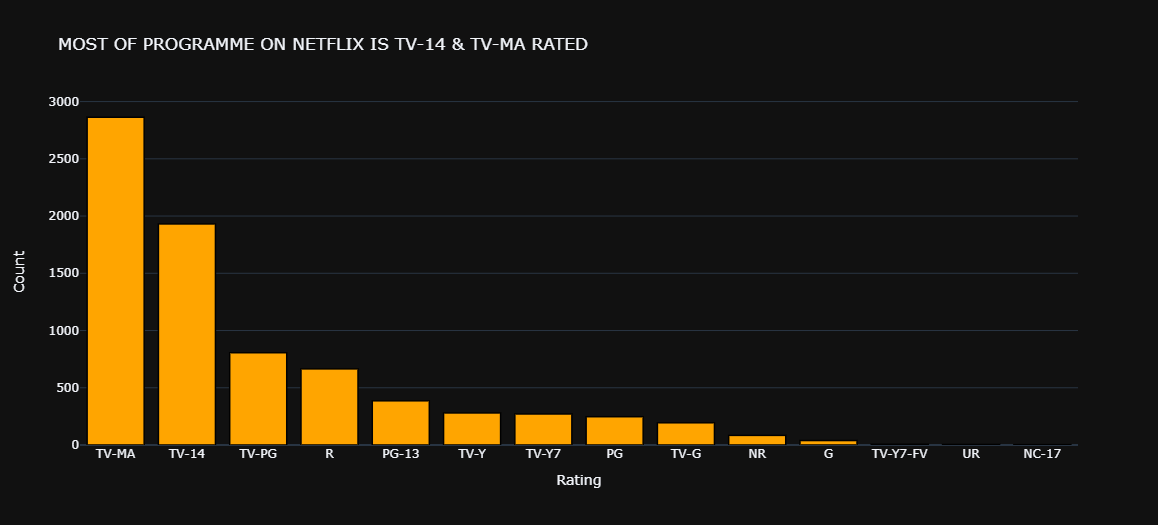 MOST OF PROGRAMME ON NETFLIX IS TV-14 & TV-MA RATED
3000
2500
2000
1500
1000
500
0
Count
TV-MA TV-14 TV-PG R PG-13 TV-Y TV-Y7 PG TV-G NR G TV-Y7-FV UR NC-17
Rating